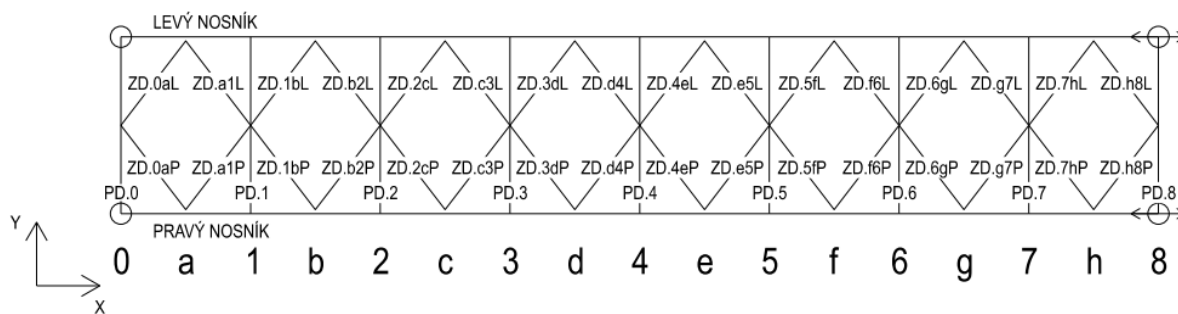 LEVÝ NOSNÍK
ZD.0aL ZD.a1L ZD.1bL ZD.b2L ZD.2cL ZD.c3L ZD.3dL ZD.d4L ZD.4eL ZD.e5L ZD.5fL ZD.f6L ZD.6gL ZD.g7L ZD.7hL ZD.h8L
ZD.0aP ZD.a1P ZD.1bP ZD.b2P ZD.2cP ZD.c3P ZD.3dP ZD.d4P ZD.4eP ZD.e5P ZD.5fP ZD.f6P ZD.6gP ZD.g7P ZD.7hP ZD.h8P
PD.0 PD.1 PD.2 PD.3 PD.4 PD.5 PD.6 PD.7 PD.8
PRAVÝ NOSNÍK
Y
0 a 1 b 2 c 3 d 4 e 5 f 6 g 7 h 8
X